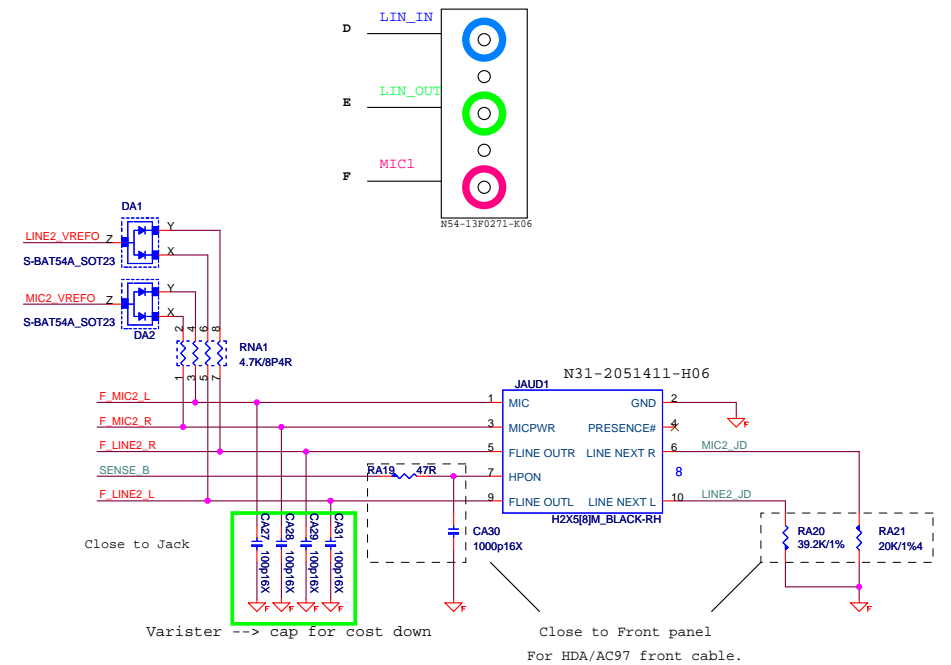 D LIN_IN
E LIN_OUT
F MIC1
N54-13F0271-K06
DA1
Y
LINE2_VREFO Z
X
S-BAT54A_SOT23
Y
MIC2_VREFO Z
X
S-BAT54A_SOT23
DA2
2 4 6 8
RNA1
4.7K/8P4R
1 3 5 7
N31-2051411-H06
JAUD1
F_MIC2_L 1 MIC GND 2
F
F_MIC2_R 3 MICPWR PRESENCE# 4
F_LINE2_R 5 FLINE OUTR LINE NEXT R 6 MIC2_JD
SENSE_B RA19 47R 7 HPON 8
F_LINE2_L 9 FLINE OUTL LINE NEXT L 10 LINE2_JD
H2X5[8]M_BLACK-RH
CA27 100p16X
CA28 100p16X
CA29 100p16X
CA31 100p16X
CA30
1000p16X
RA20
39.2K/1%
RA21
20K/1%4
Close to Jack
F F F F F F
Varister --> cap for cost down
Close to Front panel
For HDA/AC97 front cable.